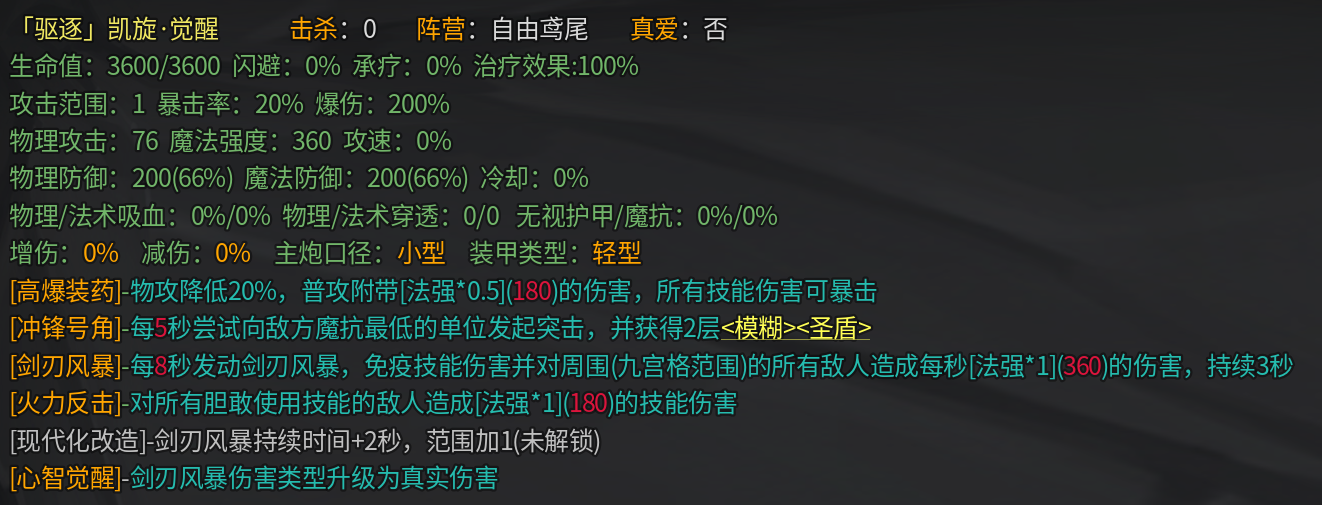 「驱逐」凯旋·觉醒 击杀：0 阵营：自由鸢尾 真爱：否
生命值：3600/3600 闪避：0% 承疗：0% 治疗效果:100%
攻击范围：1 暴击率：20% 爆伤：200%
物理攻击：76 魔法强度：360 攻速：0%
物理防御：200(66%) 魔法防御：200(66%) 冷却：0%
物理/法术吸血：0%/0% 物理/法术穿透：0/0 无视护甲/魔抗：0%/0%
增伤：0% 减伤：0% 主炮口径：小型 装甲类型：轻型
[高爆装药]-物攻降低20%，普攻附带[法强*0.5](180)的伤害，所有技能伤害可暴击
[冲锋号角]-每5秒尝试向敌方魔抗最低的单位发起突击，并获得2层<模糊><圣盾>
[剑刃风暴]-每8秒发动剑刃风暴，免疫技能伤害并对周围(九宫格范围)的所有敌人造成每秒[法强*1](360)的伤害，持续3秒
[火力反击]-对所有胆敢使用技能的敌人造成[法强*1](180)的技能伤害
[现代化改造]-剑刃风暴持续时间+2秒，范围加1(未解锁)
[心智觉醒]-剑刃风暴伤害类型升级为真实伤害